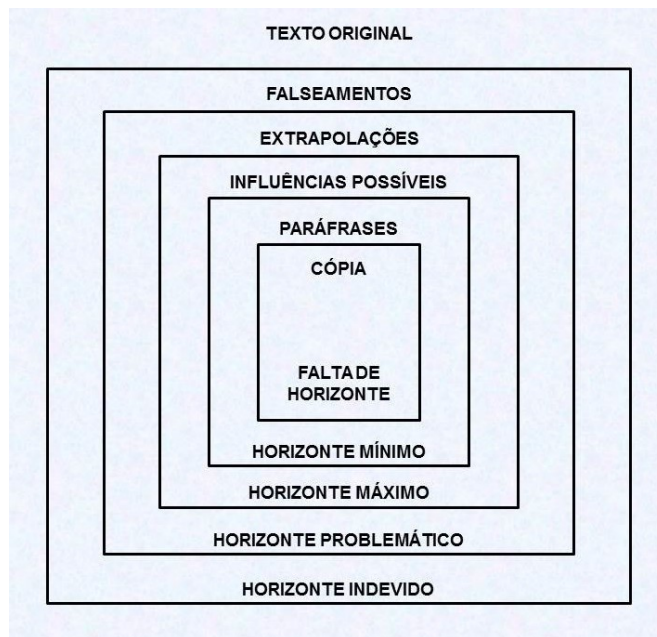 TEXTO ORIGINAL
FALSEAMENTOS
EXTRAPOLAÇÕES
INFLUÊNCIAS POSSÍVEIS
PARÁFRASES
CÓPIA
FALTA DE
HORIZONTE
HORIZONTE MÍNIMO
HORIZONTE MÁXIMO
HORIZONTE PROBLEMÁTICO
HORIZONTE INDEVIDO